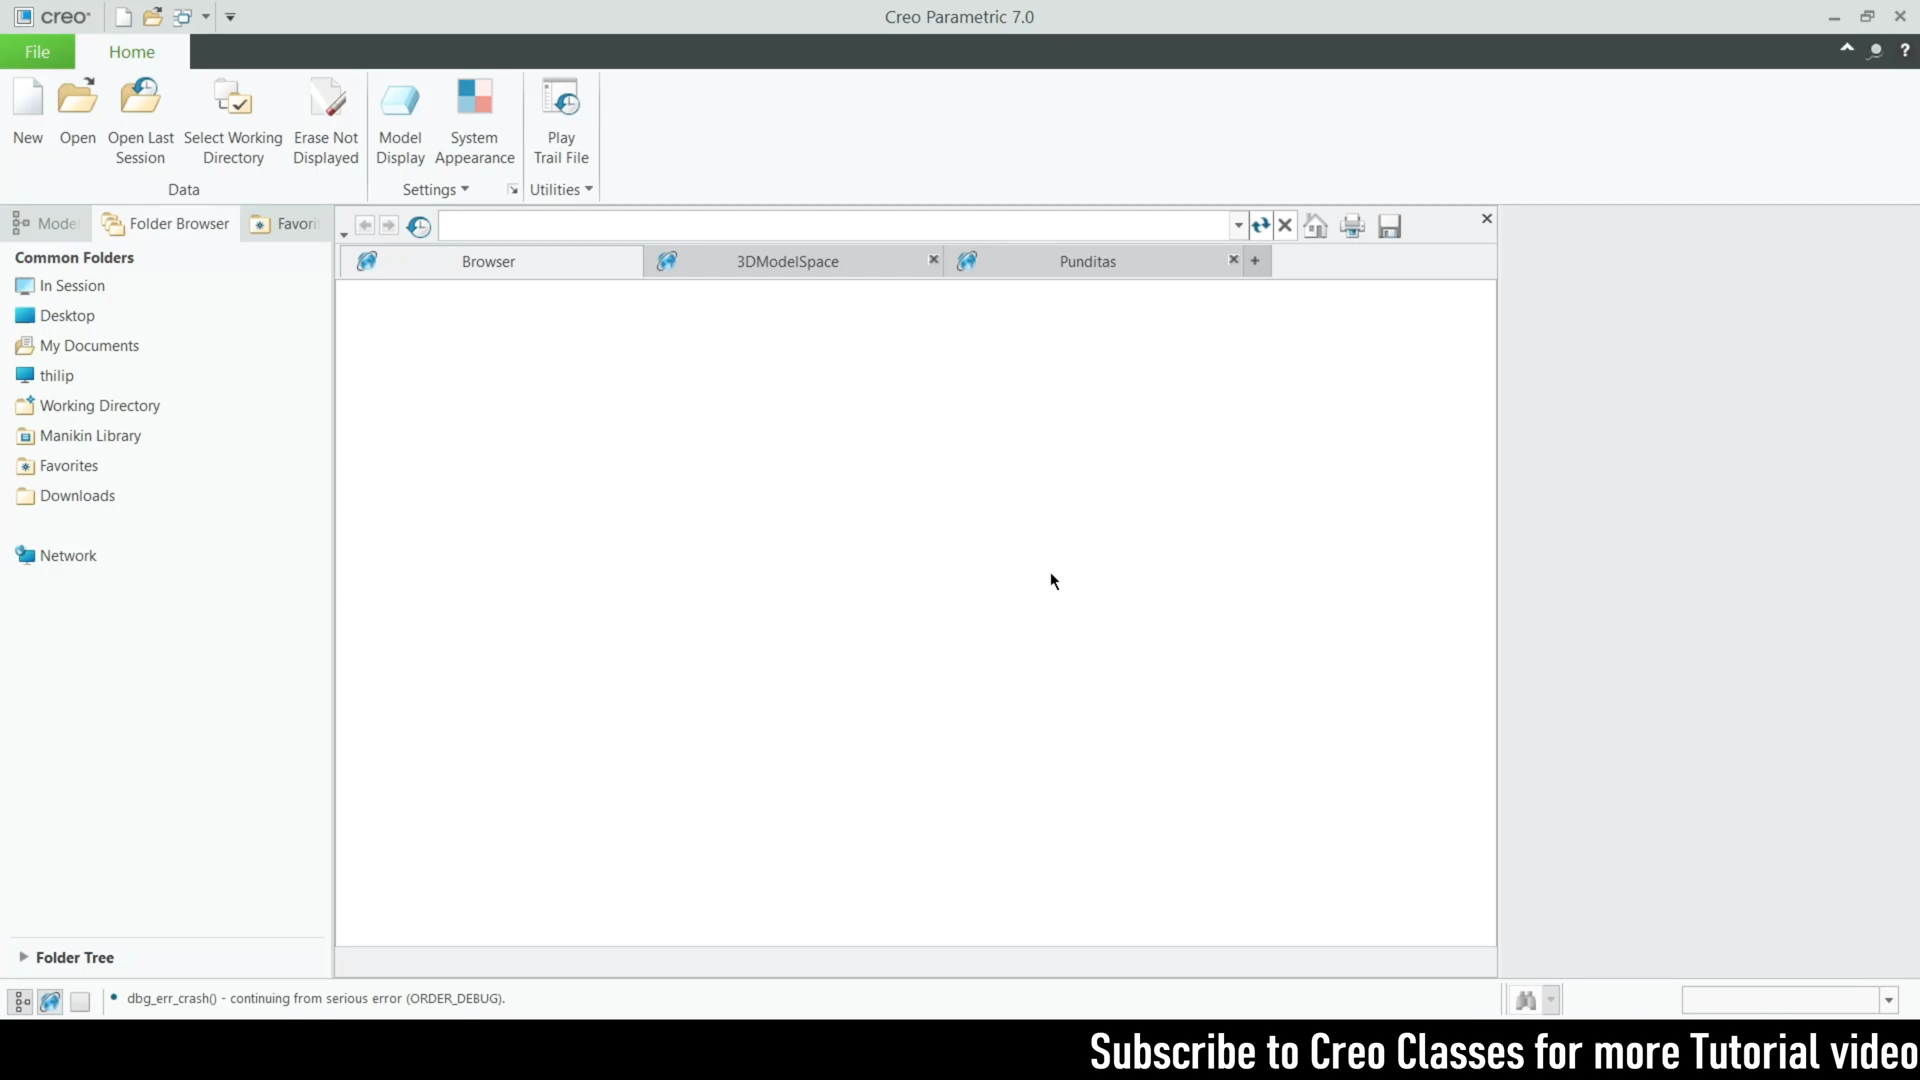 creo
Creo Parametric 7.0
File
Home
?
New
Open
Open Last
Session
Select Working
Directory
Erase Not
Displayed
Model
Display
System
Appearance
Play
Trail File
Data
Settings
Utilities
Mode
Folder Browser
Favori
Browser
3DModelSpace
Punditas
+
Common Folders
In Session
Desktop
My Documents
thilip
Working Directory
Manikin Library
Favorites
Downloads
Network
Folder Tree
dbg_err_crash() - continuing from serious error (ORDER_DEBUG).
Subscribe to Creo Classes for more Tutorial video